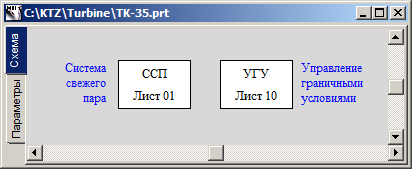 C:\KTZ\Turbine\TK-35.prt
Схема
Параметры
Система
свежего
пара
ССП
Лист 01
УГУ
Лист 10
Управление
граничными
условиями